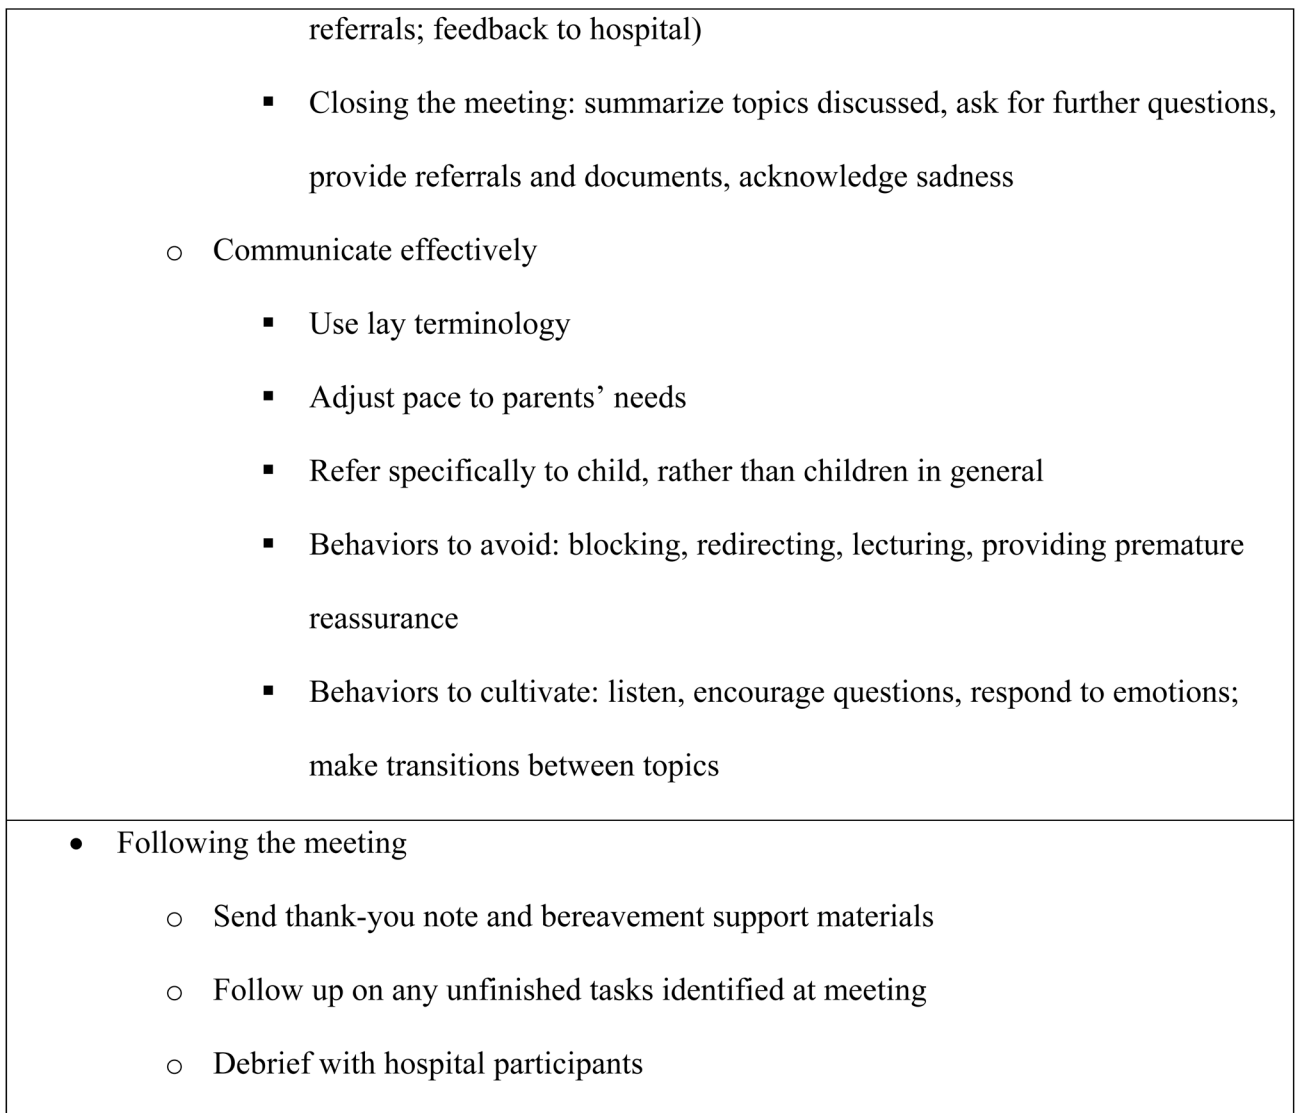 referrals; feedback to hospital)
▪ Closing the meeting: summarize topics discussed, ask for further questions,
provide referrals and documents, acknowledge sadness
o Communicate effectively
▪ Use lay terminology
▪ Adjust pace to parents’ needs
▪ Refer specifically to child, rather than children in general
▪ Behaviors to avoid: blocking, redirecting, lecturing, providing premature
reassurance
▪ Behaviors to cultivate: listen, encourage questions, respond to emotions;
make transitions between topics
• Following the meeting
o Send thank-you note and bereavement support materials
o Follow up on any unfinished tasks identified at meeting
o Debrief with hospital participants